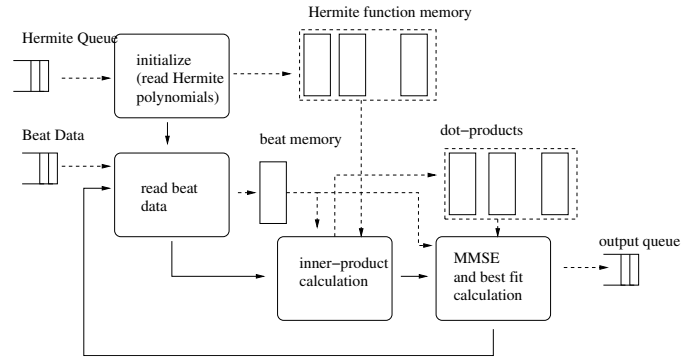 Hermite function memory
Hermite Queue
initialize
(read Hermite
polynomials)
Beat Data
beat memory
dot−products
read beat
data
inner−product
calculation
MMSE
and best fit
calculation
output queue